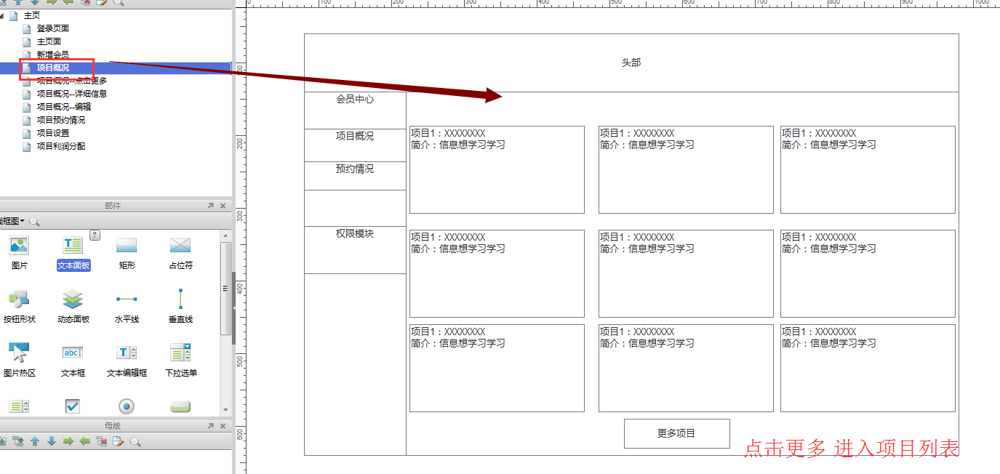 主页
登录页面
主页面
新增会员
项目概况
项目概况--点击更多
项目概况--详细信息
项目概况--编辑
项目预约情况
项目设置
项目利润分配
部件
线框图
?
图片
文本面板
矩形
占位符
按钮形状
动态面板
水平线
垂直线
图片热区
文本框
文本编辑框
下拉选单
母版
0 100 200 300 400 500 600 700 800 900 1000
100
200
300
400
500
600
头部
会员中心
项目概况
预约情况
权限模块
项目1：XXXXXXXX
简介：信息想学习学习
项目1：XXXXXXXX
简介：信息想学习学习
项目1：XXXXXXXX
简介：信息想学习学习
项目1：XXXXXXXX
简介：信息想学习学习
项目1：XXXXXXXX
简介：信息想学习学习
项目1：XXXXXXXX
简介：信息想学习学习
项目1：XXXXXXXX
简介：信息想学习学习
项目1：XXXXXXXX
简介：信息想学习学习
项目1：XXXXXXXX
简介：信息想学习学习
更多项目
点击更多 进入项目列表